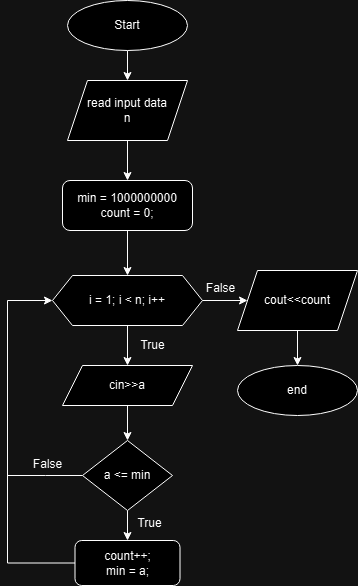 Start
read input data
n
min = 1000000000
count = 0;
i = 1; i < n; i++
False
cout<<count
True
cin>>a
end
a <= min
False
True
count++;
min = a;